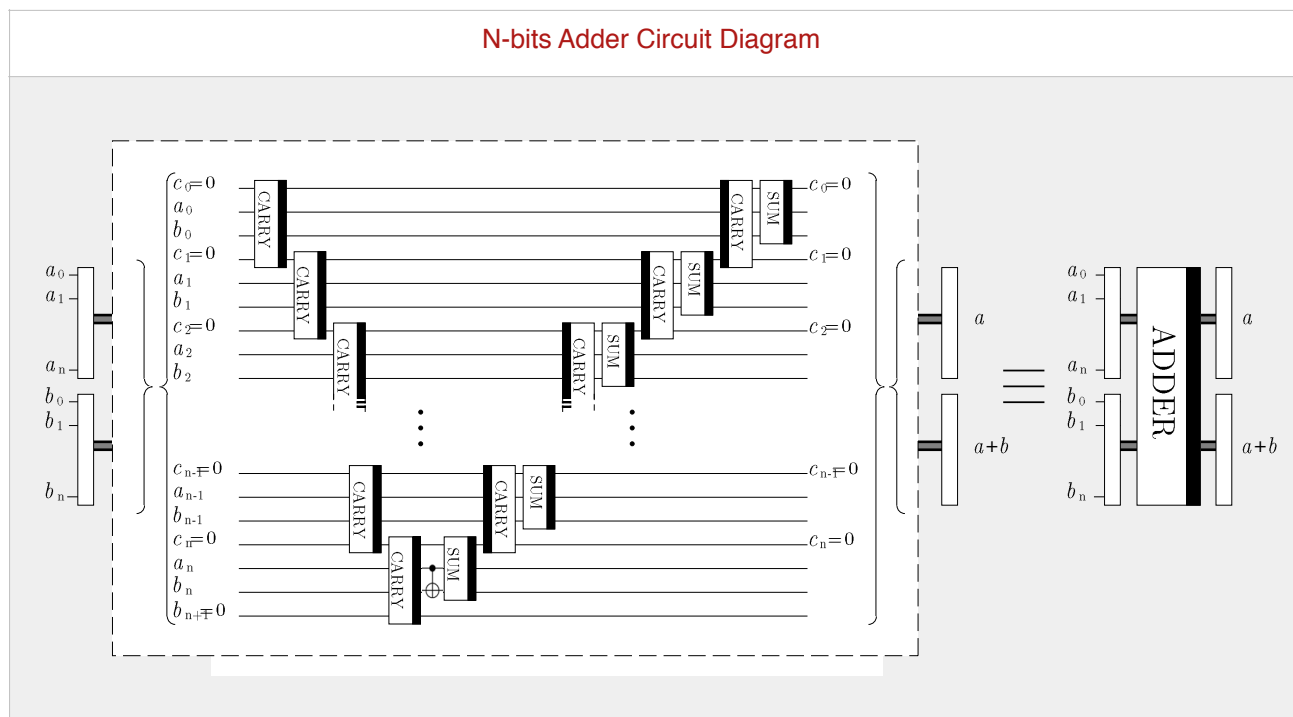 N-bits Adder Circuit Diagram
c₀=0
a₀
b₀
c₁=0
a₁
b₁
c₂=0
a₂
b₂
cₙ₋₁=0
aₙ₋₁
bₙ₋₁
cₙ=0
aₙ
bₙ
bₙ₊₁=0
a₀
a₁
aₙ
b₀
b₁
bₙ
CARRY
CARRY
CARRY
CARRY
CARRY
SUM
CARRY
SUM
CARRY
SUM
CARRY
SUM
CARRY
SUM
c₀=0
c₁=0
c₂=0
cₙ₋₁=0
cₙ=0
a
a+b
a₀
a₁
aₙ
b₀
b₁
bₙ
ADDER
a
a+b